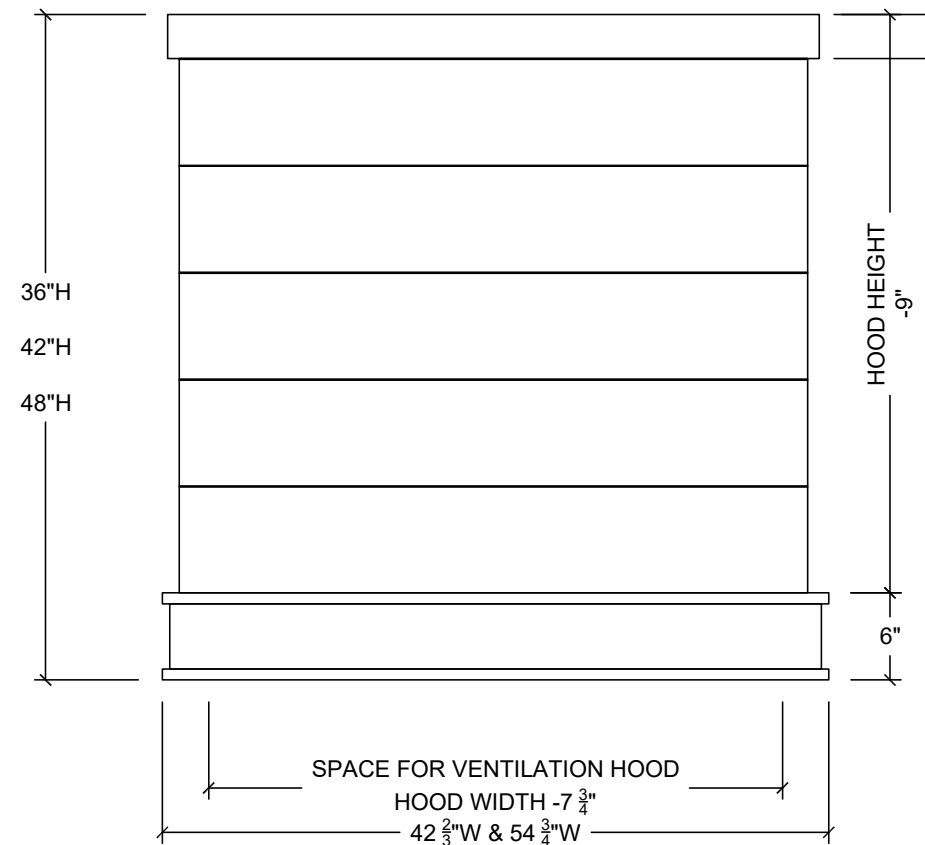 36"H
42"H
48"H
HOOD HEIGHT
-9"
6"
SPACE FOR VENTILATION HOOD
HOOD WIDTH -7 3/4"
42 2/3"W & 54 3/4"W